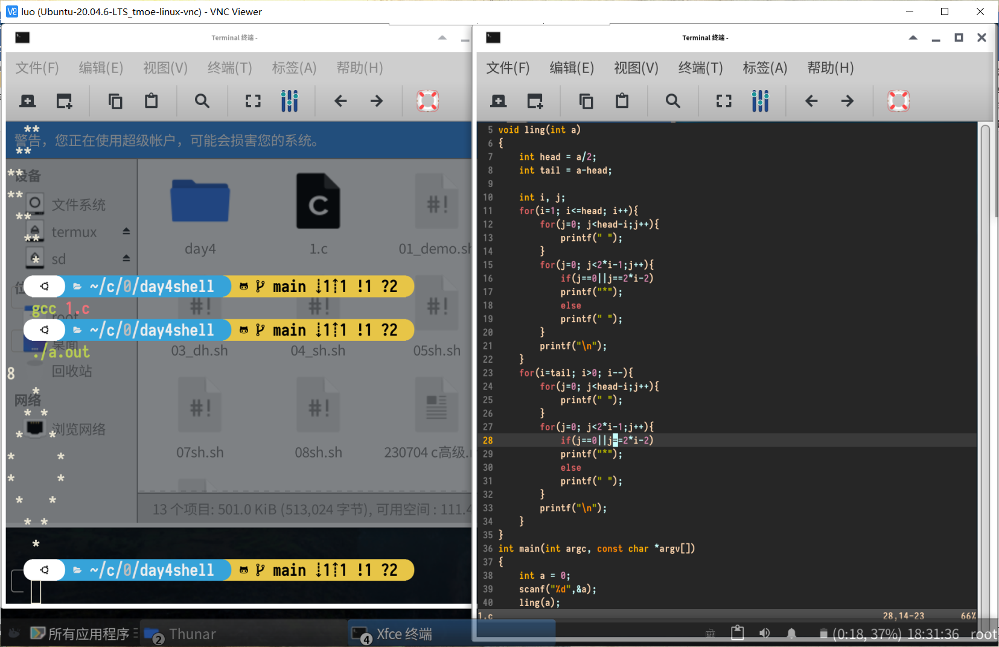 luo (Ubuntu-20.04.6-LTS_tmoe-linux-vnc) - VNC Viewer
Terminal 终端 -
文件(F) 编辑(E) 视图(V) 终端(T) 标签(A) 帮助(H)
警告，您正在使用超级帐户，可能会损害您的系统。
**
**
**
**
**
**
*
设备
文件系统
termux
sd
day4
1.c
01_demo.sh
~/c/0/day4shell main ⇣1⇡1 !1 ?2
gcc 1.c
root
~/c/0/day4shell main ⇣1⇡1 !1 ?2
桌面
./a.out
03_dh.sh 04_sh.sh 05sh.sh
8
回收站
网络
浏览网络
*
* *
*   *
*     *
*     *
*   *
* *
*
07sh.sh 08sh.sh 230704 c高级.
13 个项目: 501.0 KiB (513,024 字节), 可用空间 : 111.4
~/c/0/day4shell main ⇣1⇡1 !1 ?2
Terminal 终端 -
文件(F) 编辑(E) 视图(V) 终端(T) 标签(A) 帮助(H)
5 void ling(int a)
6 {
7     int head = a/2;
8     int tail = a-head;
9
10     int i, j;
11     for(i=1; i<=head; i++){
12         for(j=0; j<head-i;j++){
13             printf(" ");
14         }
15         for(j=0; j<2*i-1;j++){
16             if(j==0||j==2*i-2)
17             printf("*");
18             else
19             printf(" ");
20         }
21         printf("\n");
22     }
23     for(i=tail; i>0; i--){
24         for(j=0; j<head-i;j++){
25             printf(" ");
26         }
27         for(j=0; j<2*i-1;j++){
28             if(j==0||j==2*i-2)
29             printf("*");
30             else
31             printf(" ");
32         }
33         printf("\n");
34     }
35 }
36 int main(int argc, const char *argv[])
37 {
38     int a = 0;
39     scanf("%d",&a);
40     ling(a);
1.c 28,14-23 66%
所有应用程序 2 Thunar 4 Xfce 终端 (0:18, 37%) 18:31:36 root